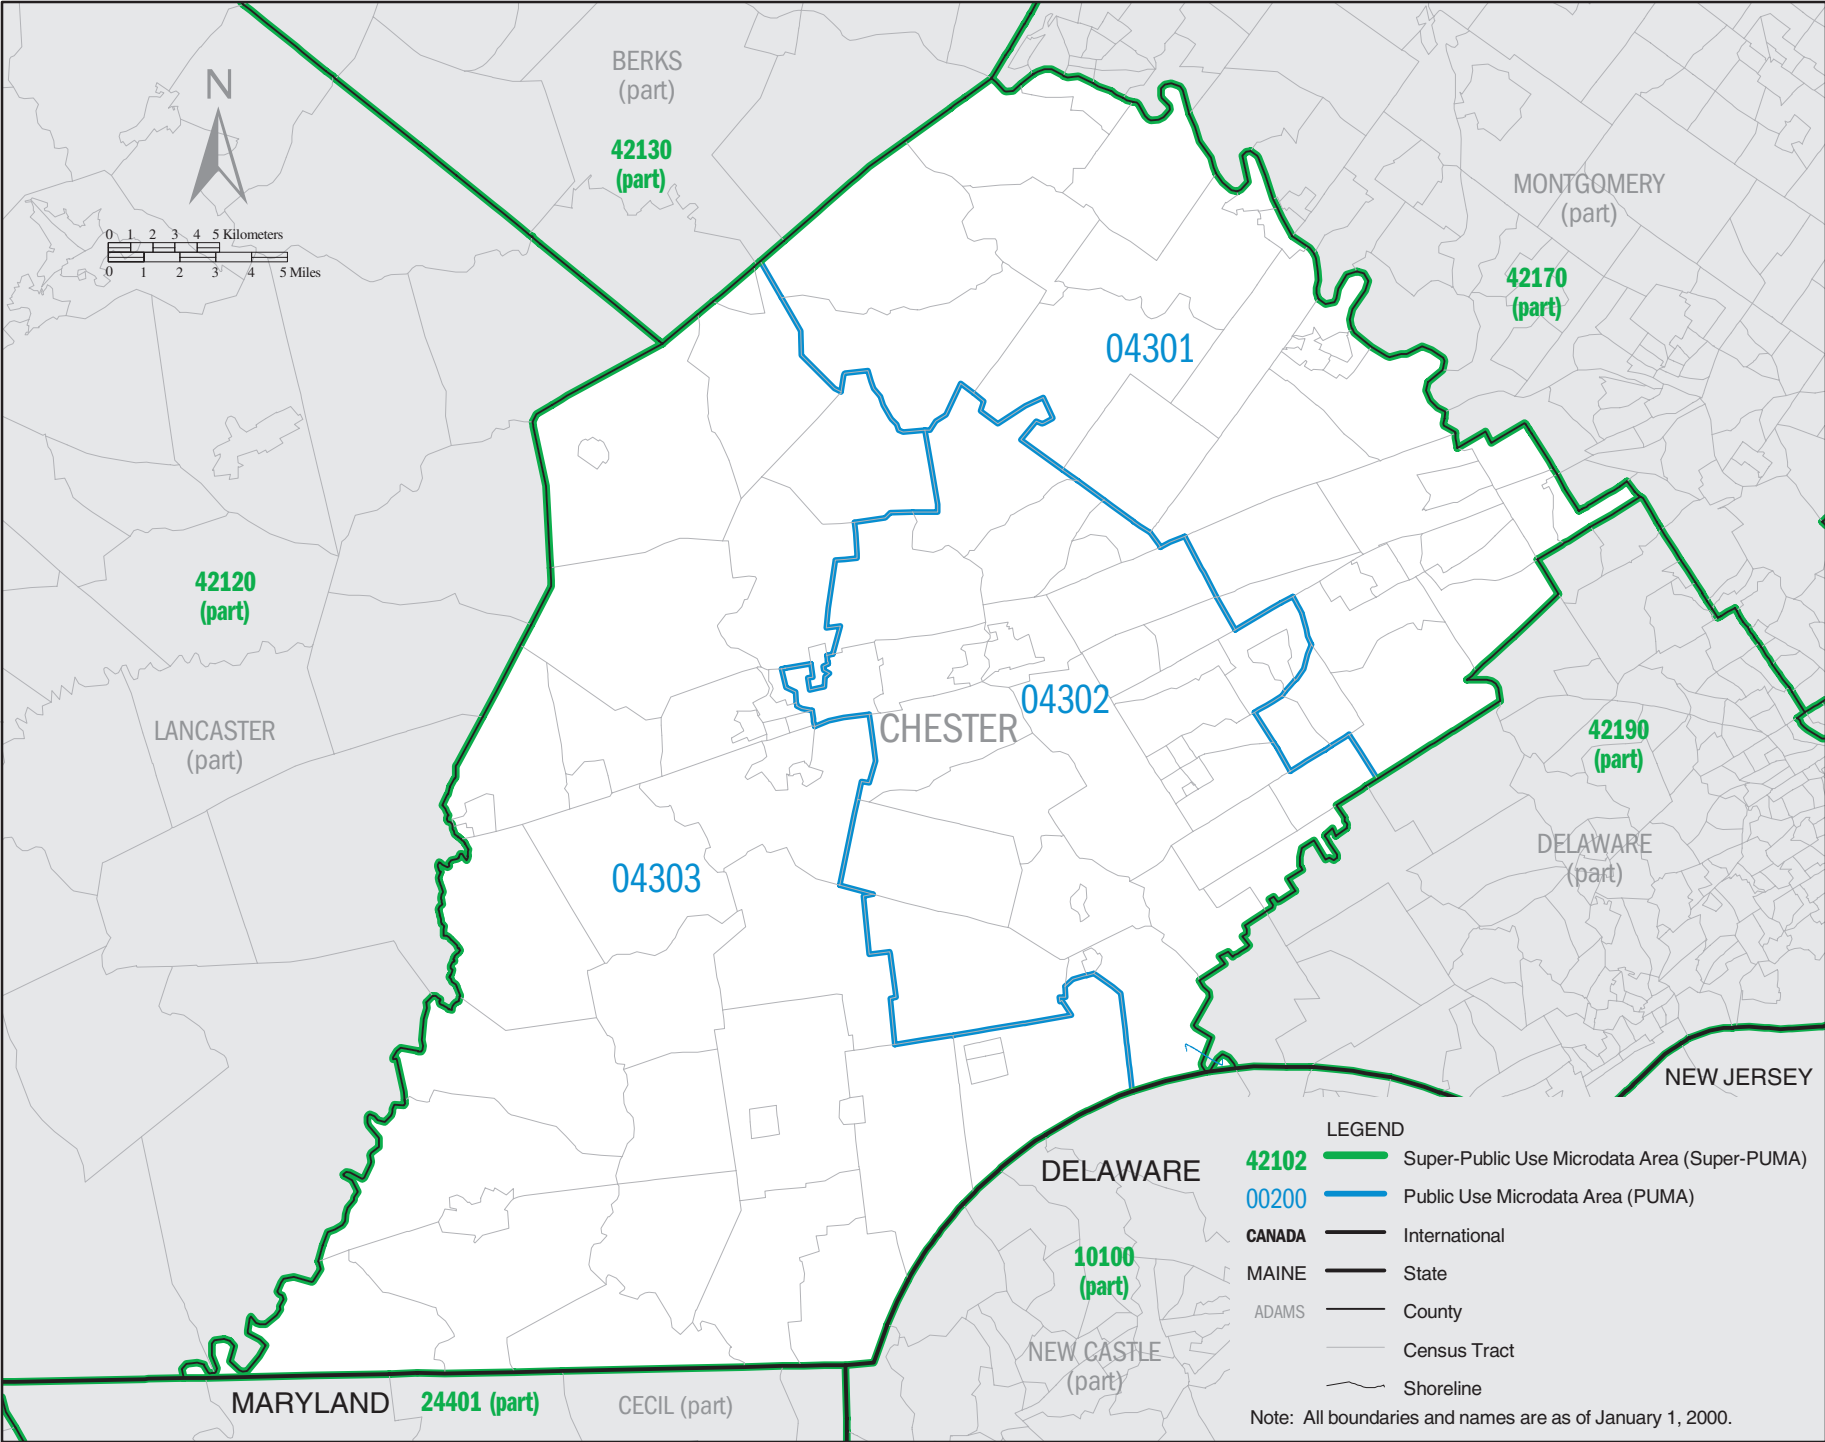 BERKS
(part)
42130
(part)
N
0 1 2 3 4 5 Kilometers
0 1 2 3 4 5 Miles
MONTGOMERY
(part)
42170
(part)
04301
42120
(part)
LANCASTER
(part)
04302
CHESTER
42190
(part)
DELAWARE
(part)
04303
NEW JERSEY
DELAWARE
10100
(part)
NEW CASTLE
(part)
MARYLAND
24401 (part)
CECIL (part)
LEGEND
42102 Super-Public Use Microdata Area (Super-PUMA)
00200 Public Use Microdata Area (PUMA)
CANADA International
MAINE State
ADAMS County
Census Tract
Shoreline
Note: All boundaries and names are as of January 1, 2000.